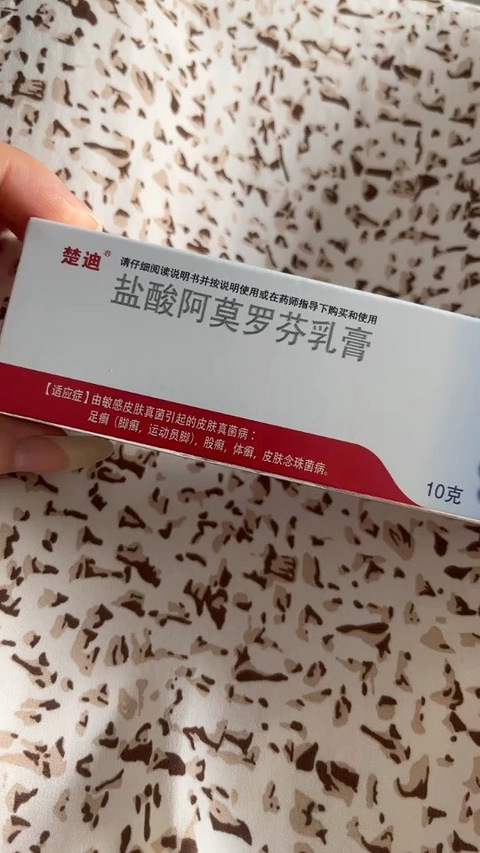 楚迪®
请仔细阅读说明书并按说明使用或在药师指导下购买和使用
盐酸阿莫罗芬乳膏
【适应症】由敏感皮肤真菌引起的皮肤真菌病：
足癣（脚癣，运动员脚），股癣，体癣，皮肤念珠菌病。
10克